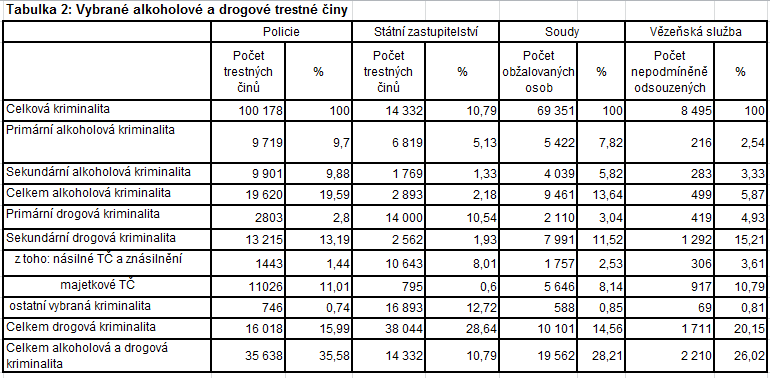 Tabulka 2: Vybrané alkoholové a drogové trestné činy
Policie Státní zastupitelství Soudy Vězeňská služba
Počet trestných činů % Počet trestných činů % Počet obžalovaných osob % Počet nepodmíněně odsouzených %
Celková kriminalita 100 178 100 14 332 10,79 69 351 100 8 495 100
Primární alkoholová kriminalita 9 719 9,7 6 819 5,13 5 422 7,82 216 2,54
Sekundární alkoholová kriminalita 9 901 9,88 1 769 1,33 4 039 5,82 283 3,33
Celkem alkoholová kriminalita 19 620 19,59 2 893 2,18 9 461 13,64 499 5,87
Primární drogová kriminalita 2803 2,8 14 000 10,54 2 110 3,04 419 4,93
Sekundární drogová kriminalita 13 215 13,19 2 562 1,93 7 991 11,52 1 292 15,21
z toho: násilné TČ a znásilnění 1443 1,44 10 643 8,01 1 757 2,53 306 3,61
majetkové TČ 11026 11,01 795 0,6 5 646 8,14 917 10,79
ostatní vybraná kriminalita 746 0,74 16 893 12,72 588 0,85 69 0,81
Celkem drogová kriminalita 16 018 15,99 38 044 28,64 10 101 14,56 1 711 20,15
Celkem alkoholová a drogová kriminalita 35 638 35,58 14 332 10,79 19 562 28,21 2 210 26,02